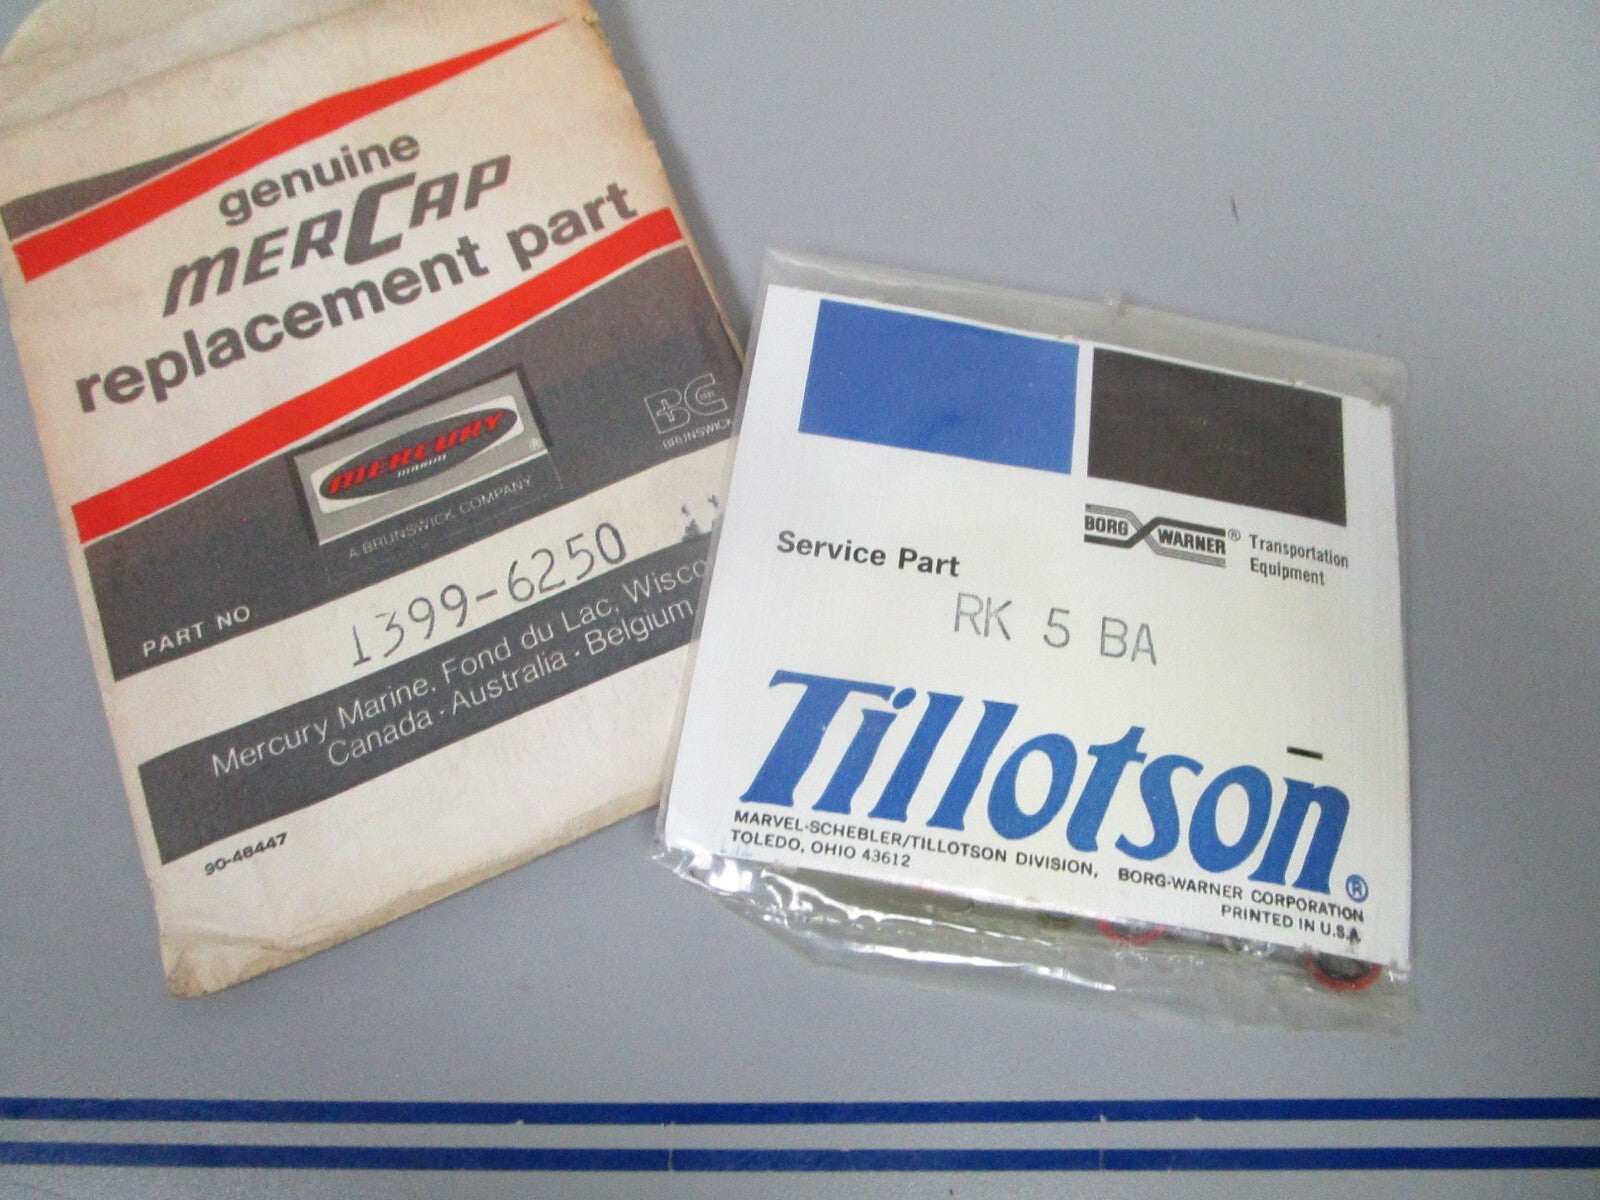 genuine
MERCAP
replacement part
MERCURY
MARINE
®
A BRUNSWICK COMPANY
BC
BRUNSWICK
PART NO.
1399-6250
Mercury Marine, Fond du Lac, Wisco
Canada · Australia · Belgium
90-48447
BORG WARNER® Transportation
Equipment
Service Part
RK 5 BA
Tillotson®
MARVEL-SCHEBLER/TILLOTSON DIVISION, BORG-WARNER CORPORATION
TOLEDO, OHIO 43612
PRINTED IN U.S.A.